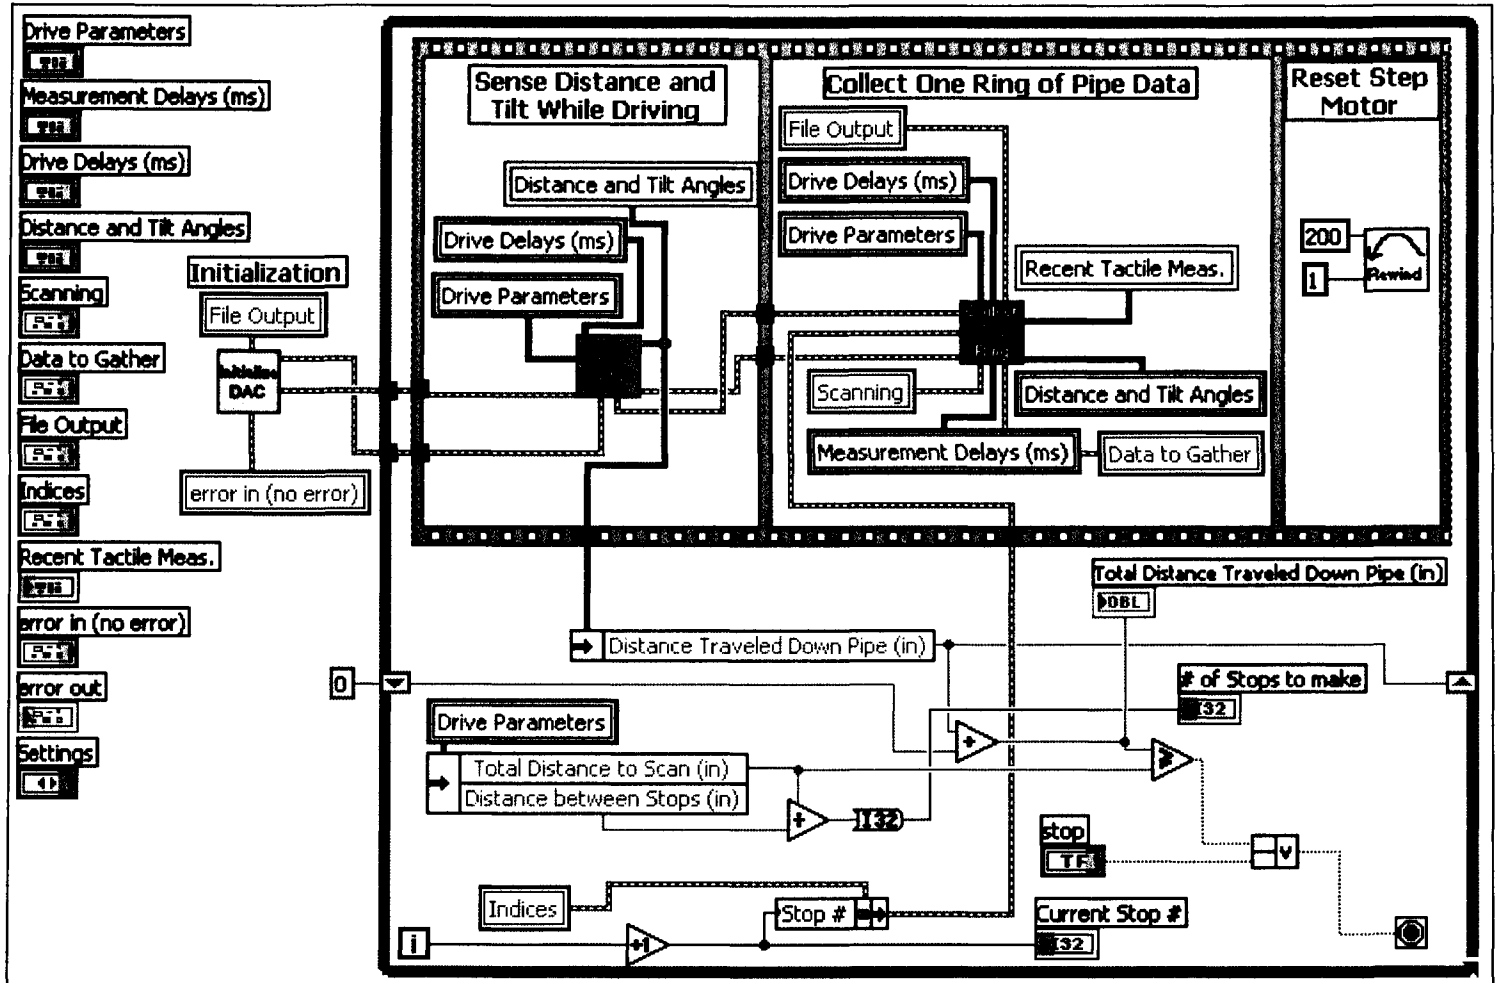 Drive Parameters
Measurement Delays (ms)
Drive Delays (ms)
Distance and Tilt Angles
Scanning
Data to Gather
File Output
Indices
Recent Tactile Meas.
error in (no error)
error out
Settings
Initialization
File Output
Initialize
DAC
error in (no error)
Sense Distance and
Tilt While Driving
Distance and Tilt Angles
Drive Delays (ms)
Drive Parameters
Collect One Ring of Pipe Data
File Output
Drive Delays (ms)
Drive Parameters
Recent Tactile Meas.
Ring
Scanning
Distance and Tilt Angles
Measurement Delays (ms)
Data to Gather
Reset Step
Motor
200
1
Rewind
Total Distance Traveled Down Pipe (in)
DBL
Distance Traveled Down Pipe (in)
0
# of Stops to make
I32
Drive Parameters
Total Distance to Scan (in)
Distance between Stops (in)
I32
stop
TF
V
Indices
Stop #
Current Stop #
I32
i
+1